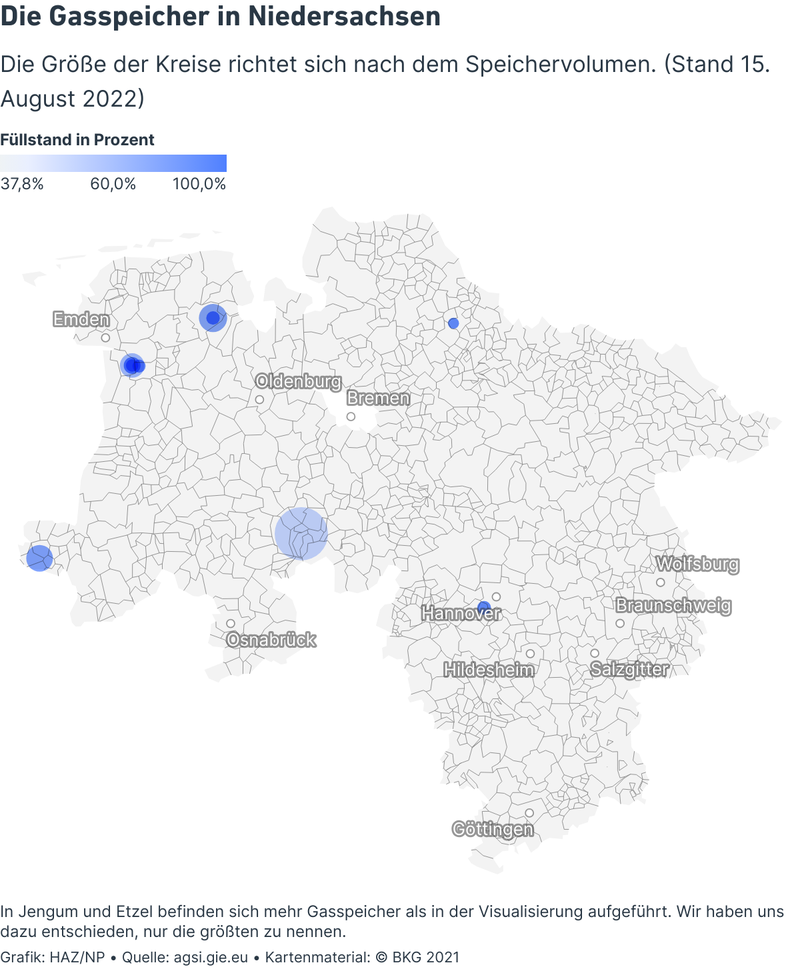 Die Gasspeicher in Niedersachsen
Die Größe der Kreise richtet sich nach dem Speichervolumen. (Stand 15.
August 2022)
Füllstand in Prozent
37,8% 60,0% 100,0%
Emden
Oldenburg
Bremen
Wolfsburg
Braunschweig
Hannover
Osnabrück
Hildesheim
Salzgitter
Göttingen
In Jengum und Etzel befinden sich mehr Gasspeicher als in der Visualisierung aufgeführt. Wir haben uns
dazu entschieden, nur die größten zu nennen.
Grafik: HAZ/NP • Quelle: agsi.gie.eu • Kartenmaterial: © BKG 2021